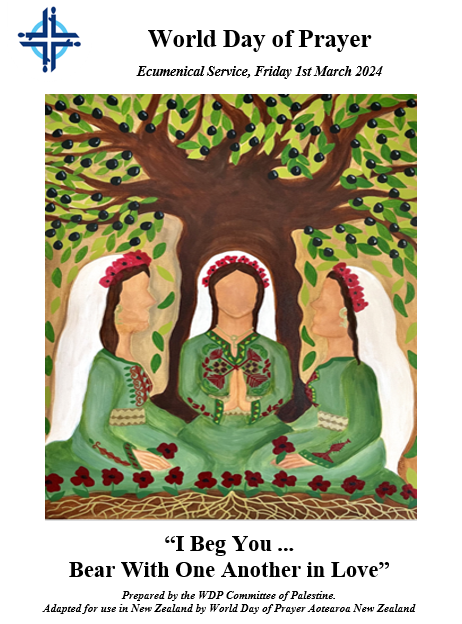 World Day of Prayer
Ecumenical Service, Friday 1st March 2024
“I Beg You ...
Bear With One Another in Love”
Prepared by the WDP Committee of Palestine.
Adapted for use in New Zealand by World Day of Prayer Aotearoa New Zealand